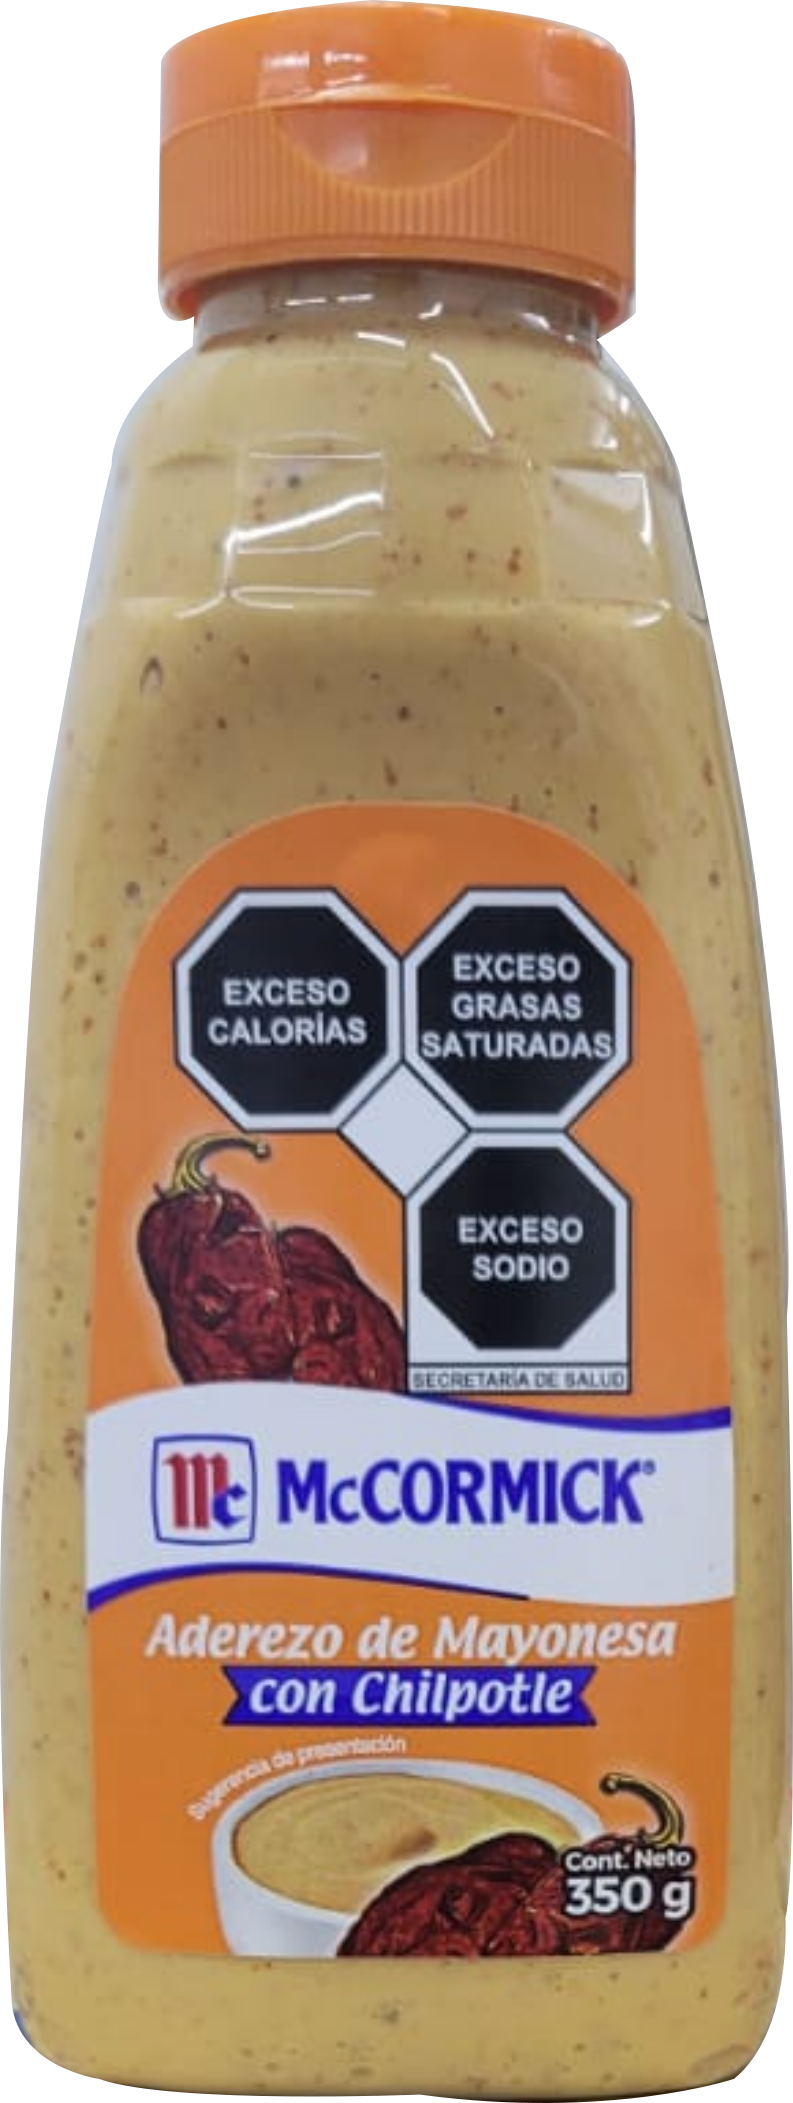 EXCESO
CALORÍAS
EXCESO
GRASAS
SATURADAS
EXCESO
SODIO
SECRETARÍA DE SALUD
Mc McCORMICK®
Aderezo de Mayonesa
con Chilpotle
Sugerencia de presentación
Cont. Neto
350 g